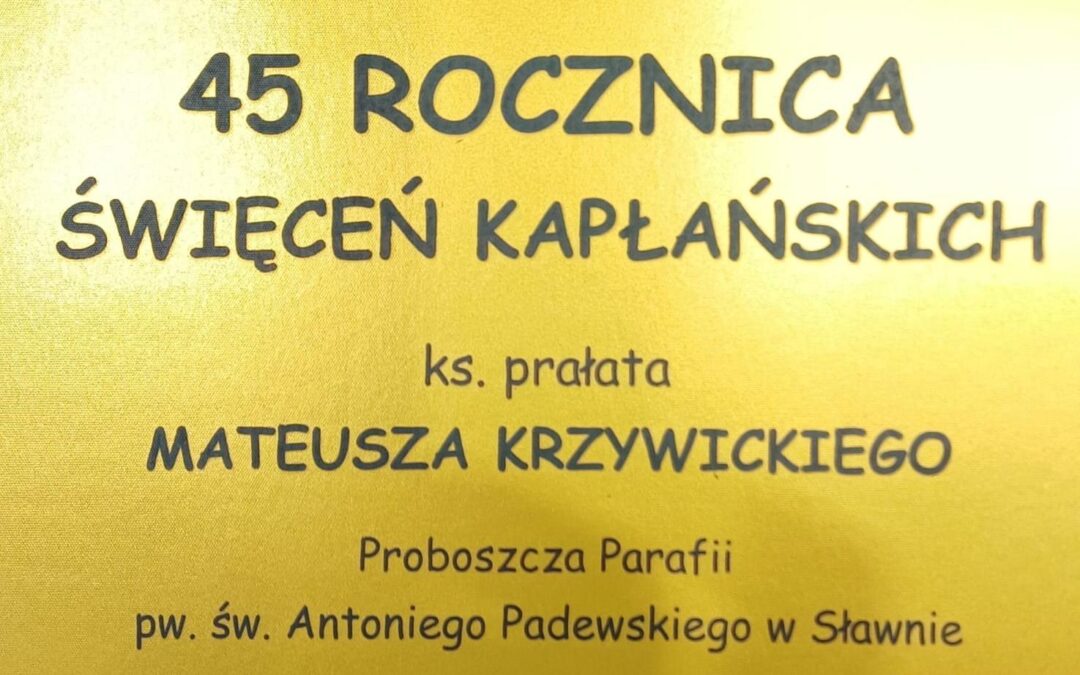 45 ROCZNICA
ŚWIĘCEŃ KAPŁAŃSKICH
ks. prałata
MATEUSZA KRZYWICKIEGO
Proboszcza Parafii
pw. św. Antoniego Padewskiego w Sławnie